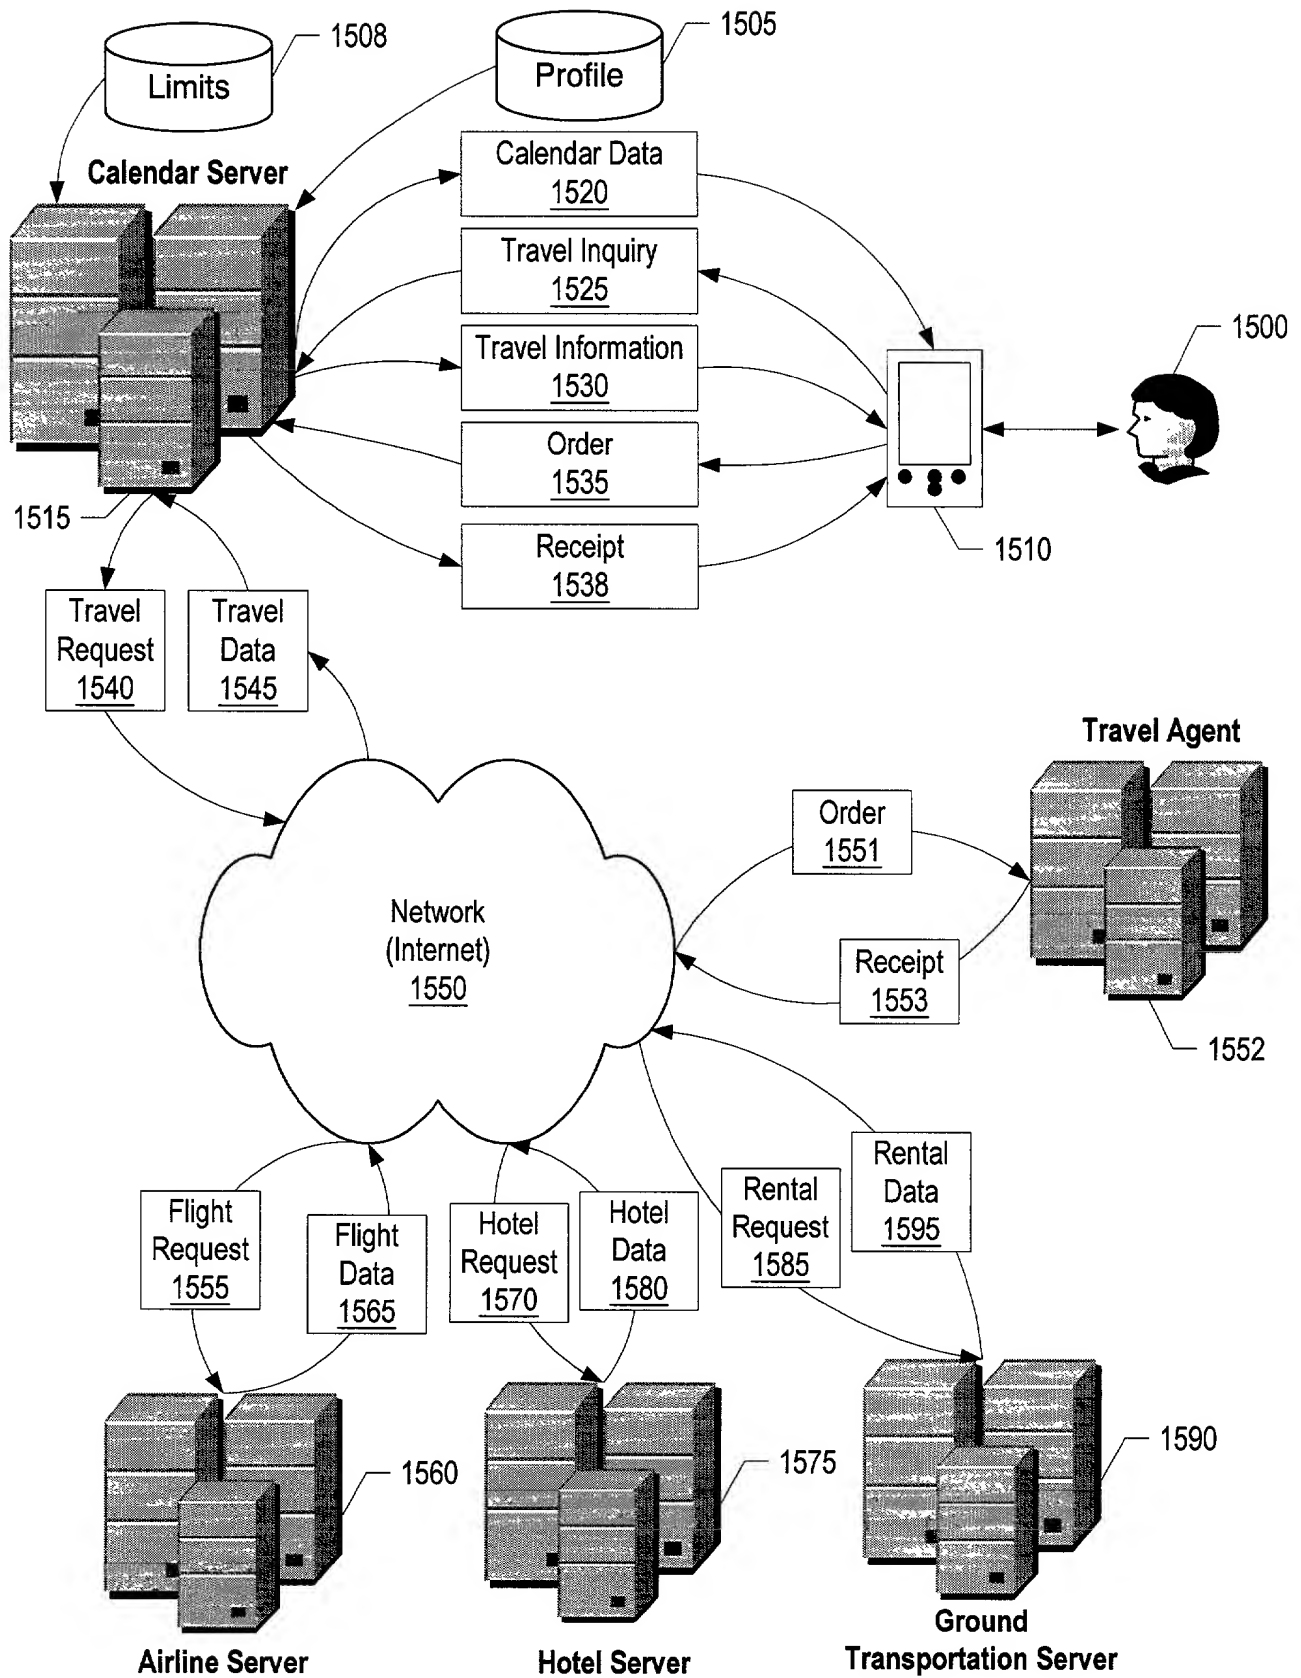 1508
1505
Limits
Profile
Calendar Server
Calendar Data
1520
Travel Inquiry
1525
Travel Information
1530
Order
1535
Receipt
1538
1500
1510
1515
Travel
Request
1540
Travel
Data
1545
Travel Agent
Order
1551
Receipt
1553
1552
Network
(Internet)
1550
Flight
Request
1555
Flight
Data
1565
Hotel
Request
1570
Hotel
Data
1580
Rental
Request
1585
Rental
Data
1595
1560
1575
1590
Airline Server
Hotel Server
Ground
Transportation Server